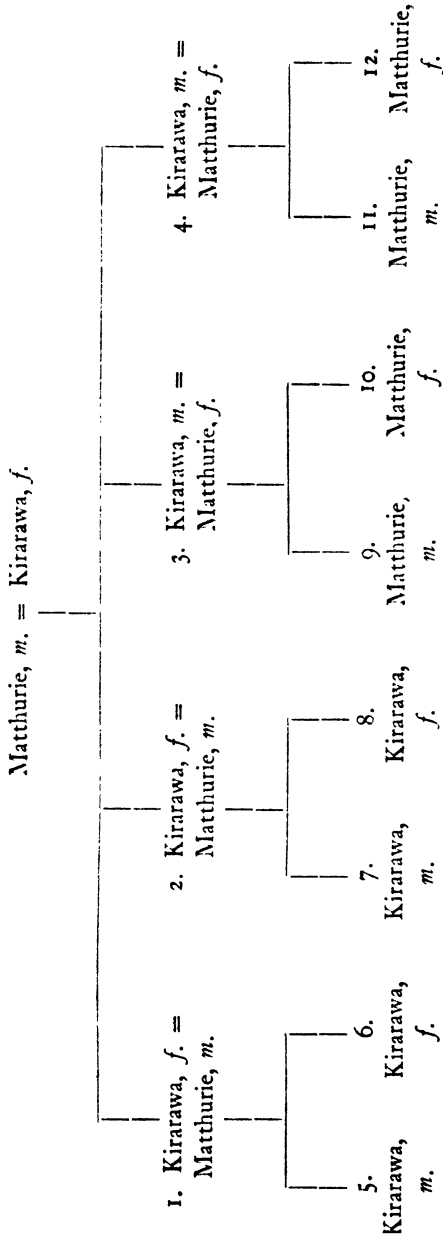 Matthurie, m. = Kirarawa, f.
1. Kirarawa, f. =
Matthurie, m.
2. Kirarawa, f. =
Matthurie, m.
3. Kirarawa, m. =
Matthurie, f.
4. Kirarawa, m. =
Matthurie, f.
5.
Kirarawa,
m.
6.
Kirarawa,
f.
7.
Kirarawa,
m.
8.
Kirarawa,
f.
9.
Matthurie,
m.
10.
Matthurie,
f.
11.
Matthurie,
m.
12.
Matthurie,
f.